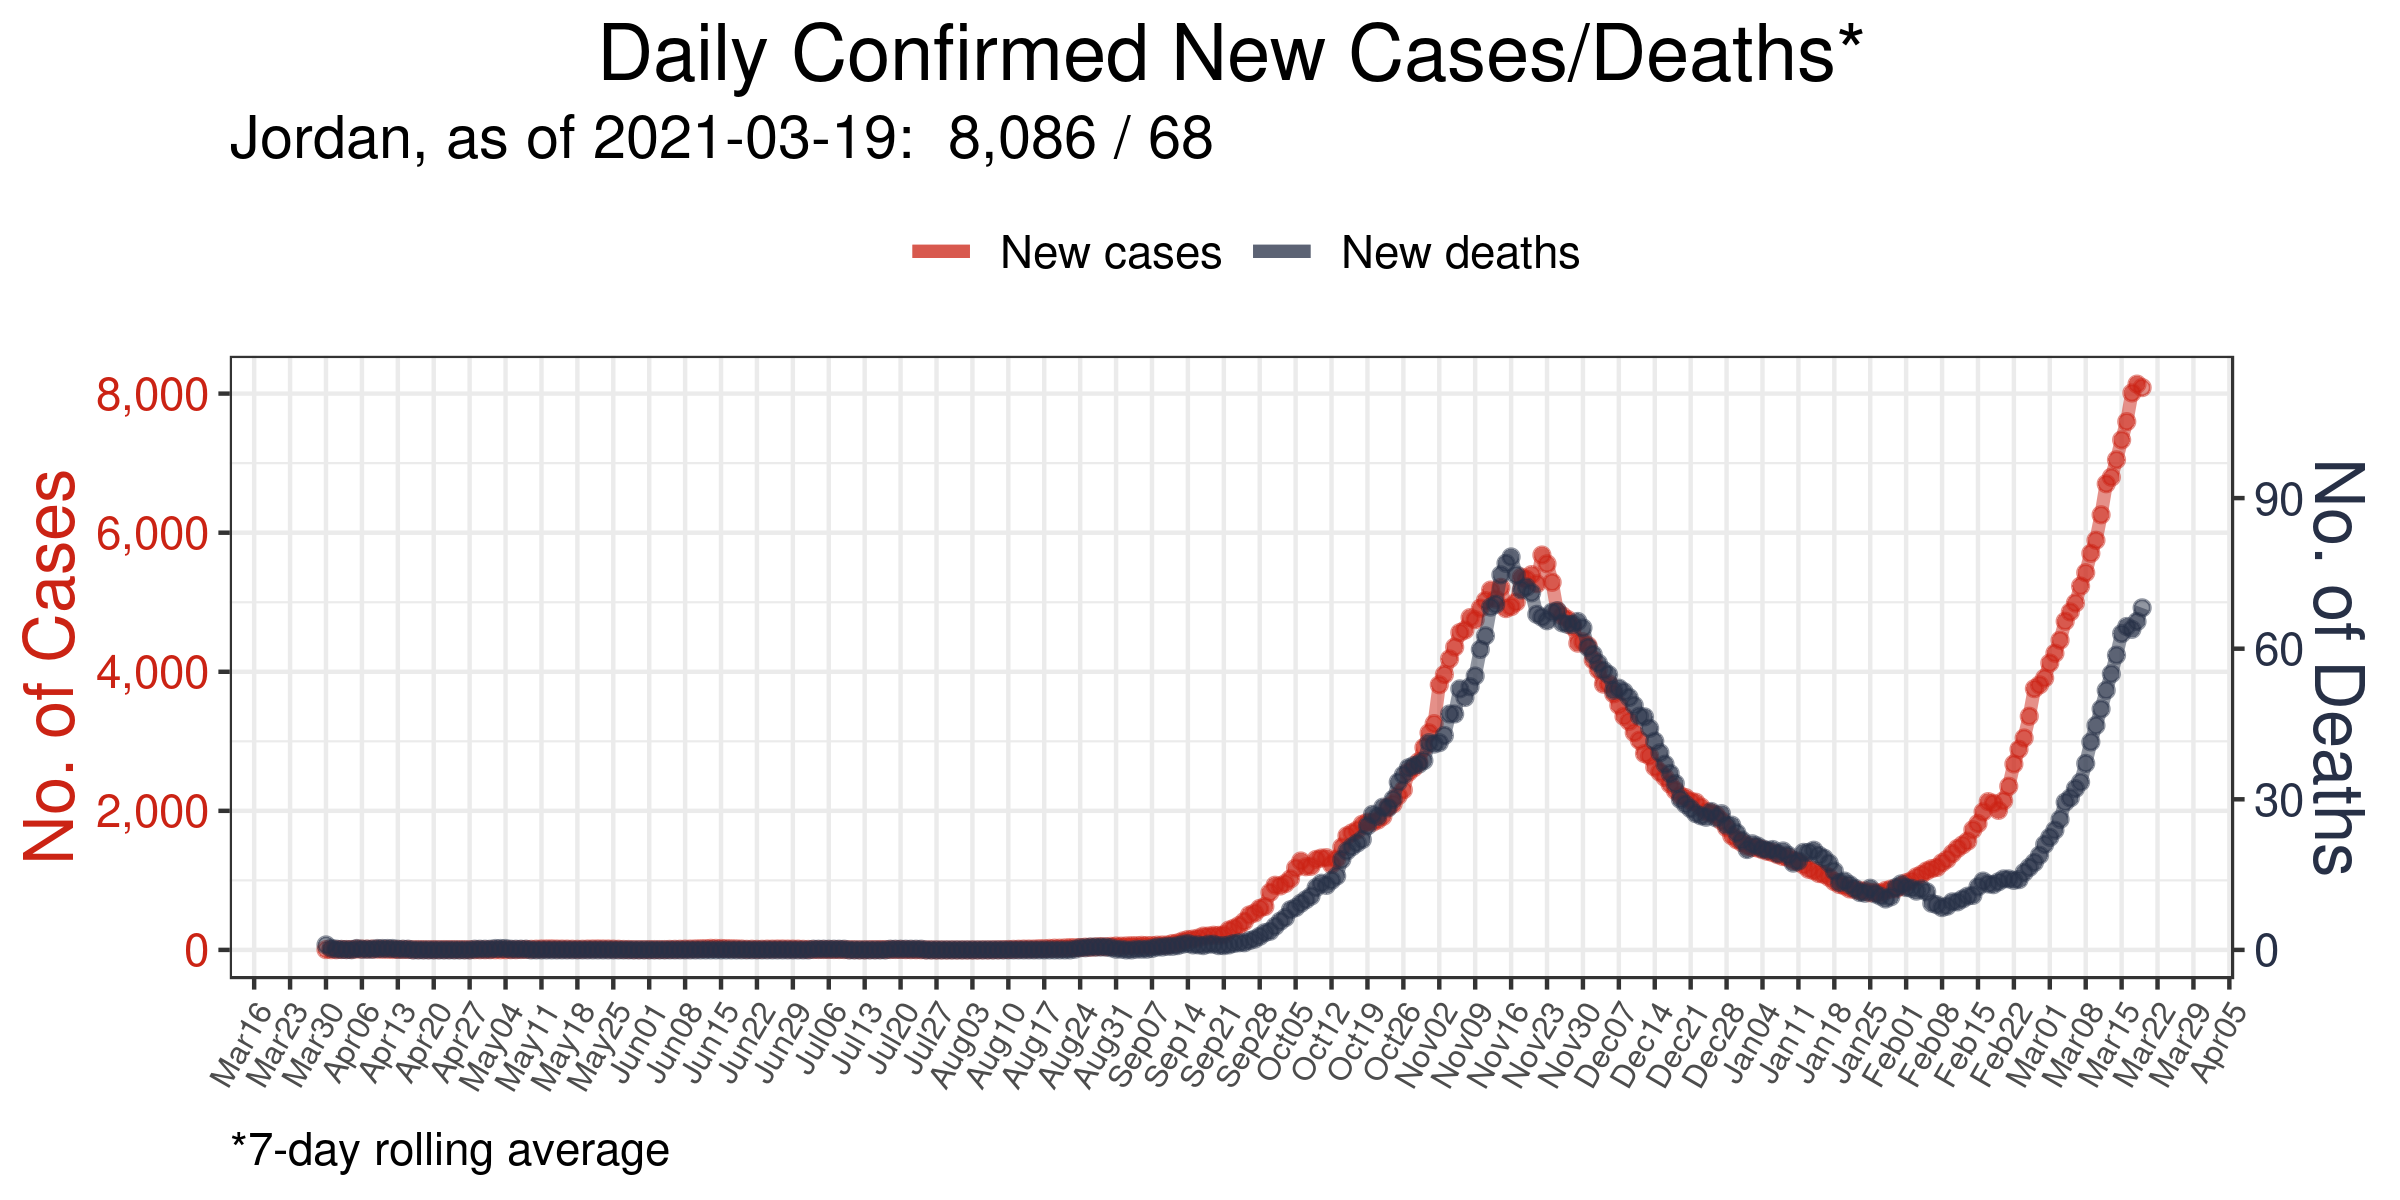 Daily Confirmed New Cases/Deaths*
Jordan, as of 2021-03-19:  8,086 / 68
New cases New deaths
No. of Cases
8,000
6,000
4,000
2,000
0
90
60
30
0
No. of Deaths
Mar16 Mar23 Mar30 Apr06 Apr13 Apr20 Apr27 May04 May11 May18 May25 Jun01 Jun08 Jun15 Jun22 Jun29 Jul06 Jul13 Jul20 Jul27 Aug03 Aug10 Aug17 Aug24 Aug31 Sep07 Sep14 Sep21 Sep28 Oct05 Oct12 Oct19 Oct26 Nov02 Nov09 Nov16 Nov23 Nov30 Dec07 Dec14 Dec21 Dec28 Jan04 Jan11 Jan18 Jan25 Feb01 Feb08 Feb15 Feb22 Mar01 Mar08 Mar15 Mar22 Mar29 Apr05
*7-day rolling average